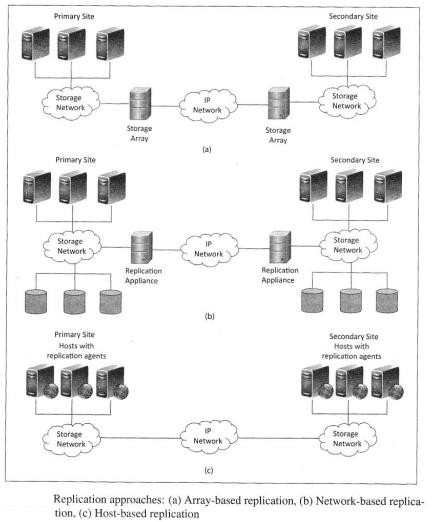 Primary Site
Secondary Site
Storage
Network
IP
Network
Storage
Network
Storage
Array
Storage
Array
(a)
Primary Site
Secondary Site
Storage
Network
IP
Network
Storage
Network
Replication
Appliance
Replication
Appliance
(b)
Primary Site
Hosts with
replication agents
Secondary Site
Hosts with
replication agents
Storage
Network
IP
Network
Storage
Network
(c)
Replication approaches: (a) Array-based replication, (b) Network-based replica-
tion, (c) Host-based replication